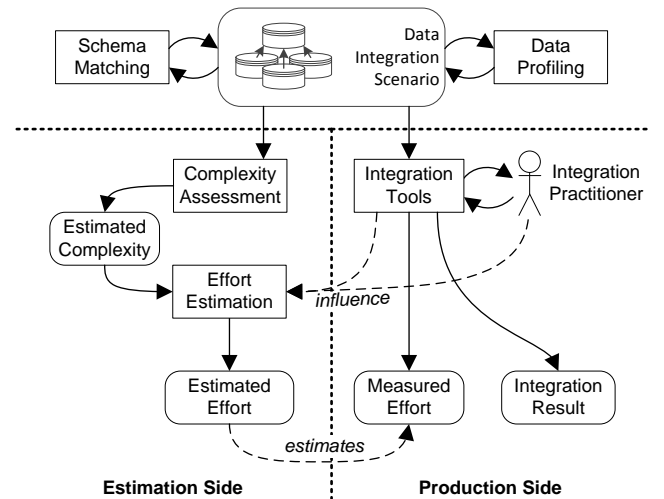 Schema
Matching
Data
Integration
Scenario
Data
Profiling
Complexity
Assessment
Integration
Tools
Integration
Practitioner
Estimated
Complexity
Effort
Estimation
influence
Estimated
Effort
Measured
Effort
Integration
Result
estimates
Estimation Side
Production Side